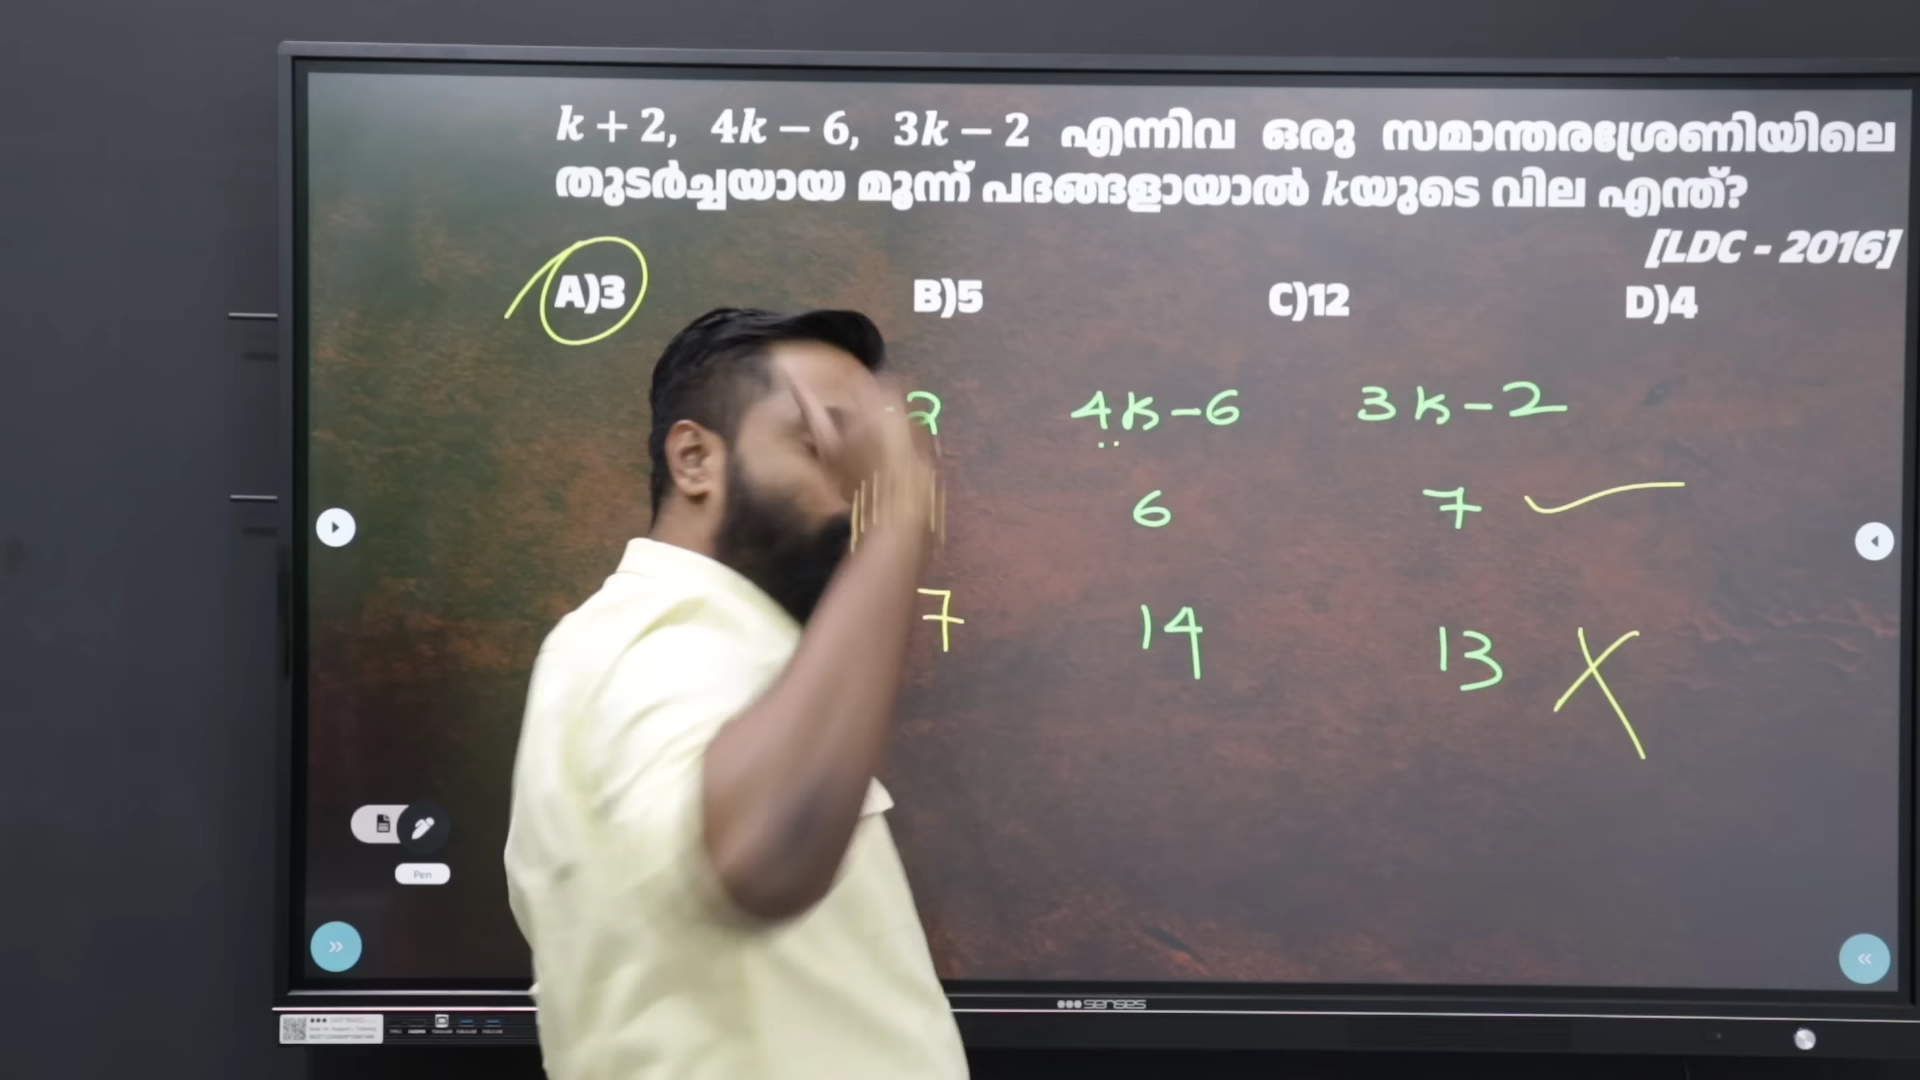 k + 2, 4k − 6, 3k − 2 എന്നിവ ഒരു സമാന്തരശ്രേണിയിലെ
തുടർച്ചയായ മൂന്ന് പദങ്ങളായാൽ kയുടെ വില എന്ത്?
[LDC - 2016]
A)3 B)5 C)12 D)4
2 4k-6 3k-2
6 7
7 14 13
Pen
senses